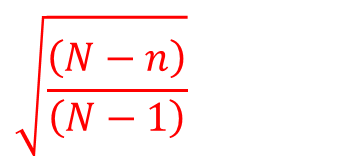 √((N − n)/(N − 1))